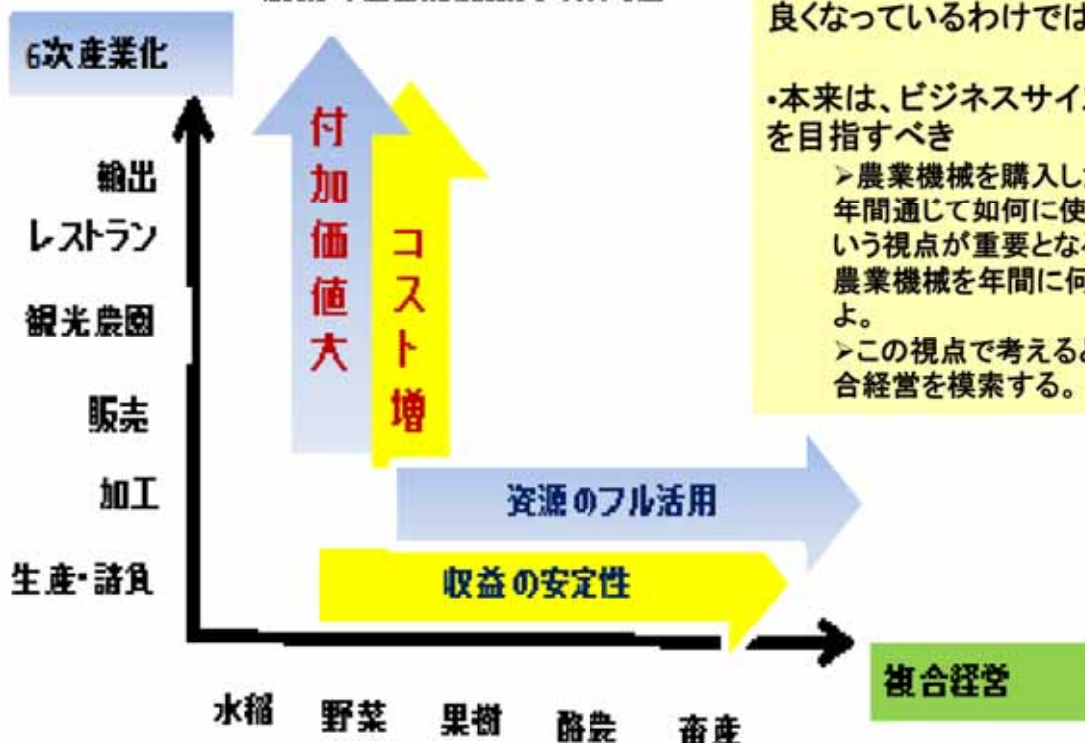 6次産業化
輸出
レストラン
観光農園
販売
加工
生産・請負
付加価値大
コスト増
資源のフル活用
収益の安定性
水稲
野菜
果樹
酪農
畜産
複合経営
良くなっているわけでは
・本来は、ビジネスサイ
を目指すべき
➢農業機械を購入し
年間通じて如何に使
いう視点が重要とな
農業機械を年間に何
よ。
➢この視点で考える
合経営を模索する。